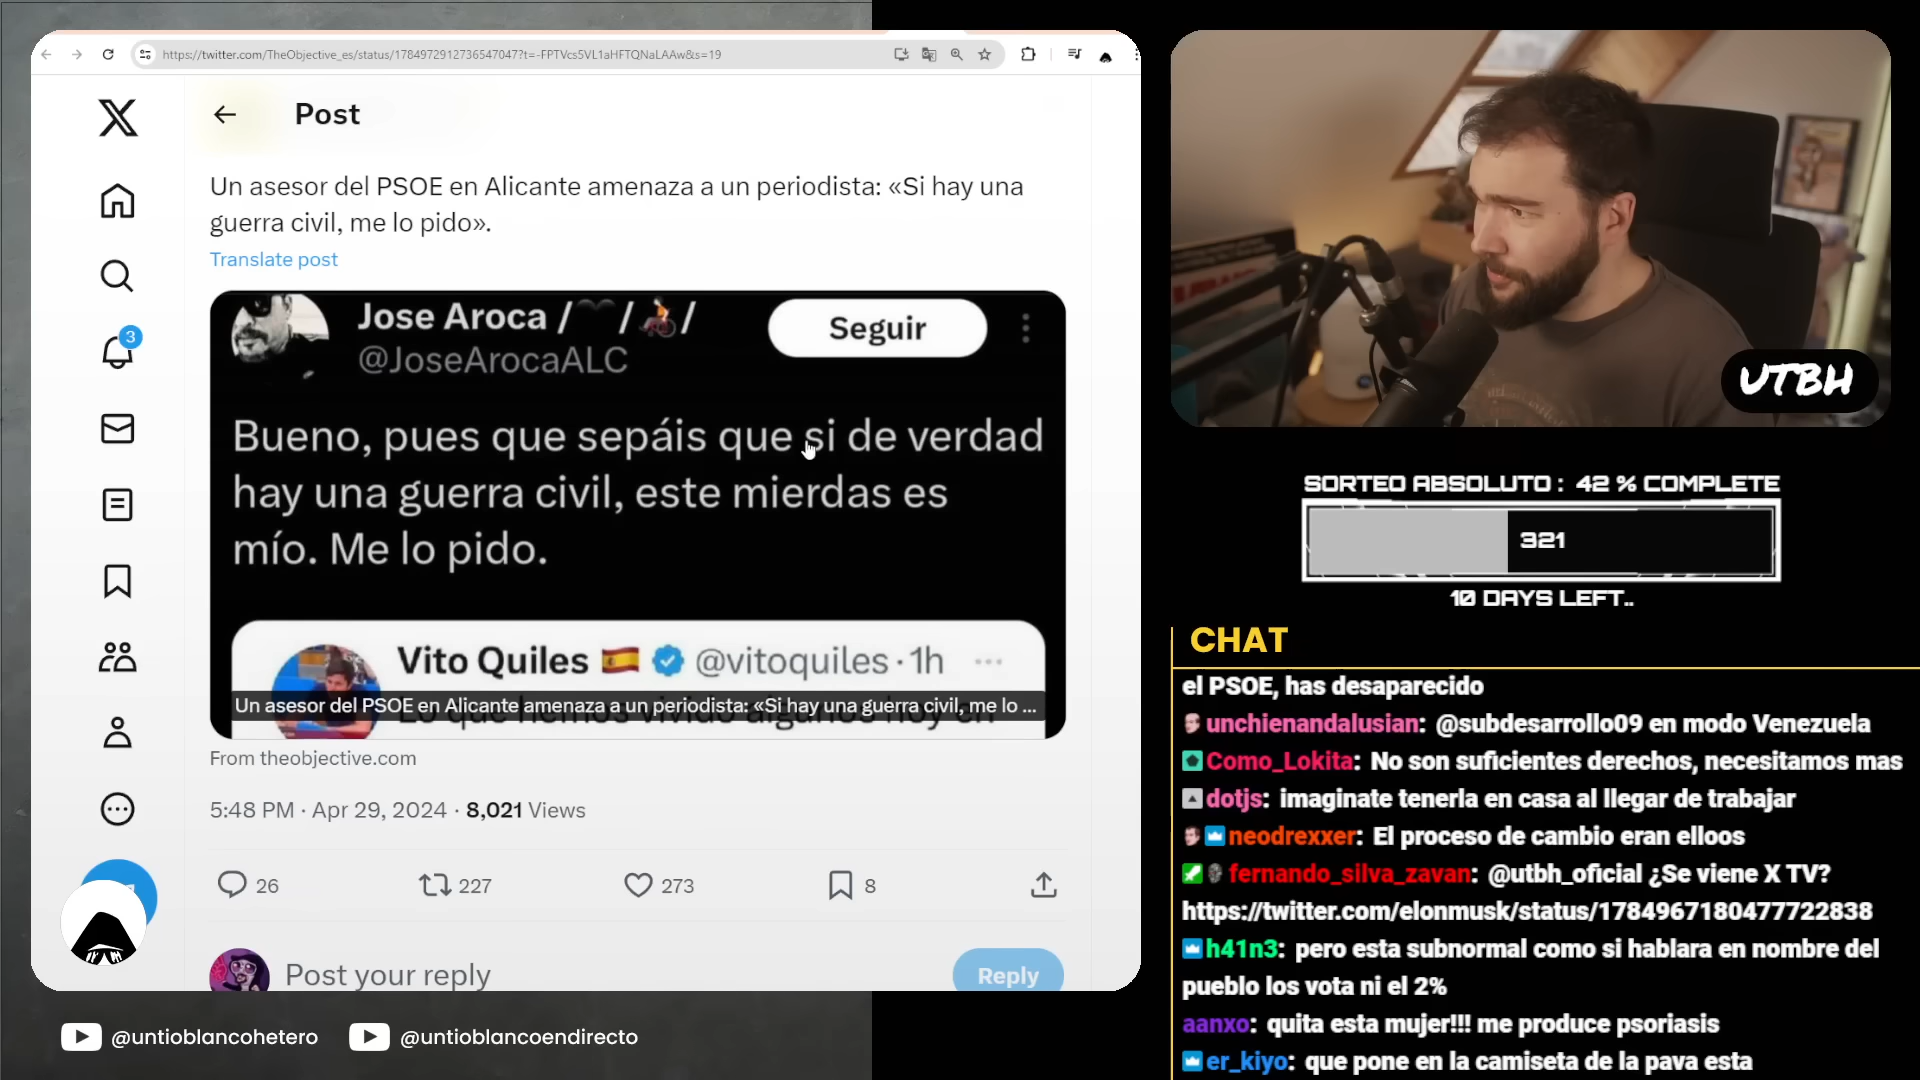 https://twitter.com/TheObjective_es/status/1784972912736547047?t=-FPTVcs5VL1aHFTQNaLAAw&s=19
Post
Un asesor del PSOE en Alicante amenaza a un periodista: «Si hay una
guerra civil, me lo pido».
Translate post
Jose Aroca / / /
@JoseArocaALC
Seguir
Bueno, pues que sepáis que si de verdad
hay una guerra civil, este mierdas es
mío. Me lo pido.
Vito Quiles @vitoquiles · 1h
Lo que hemos vivido algunos hoy en
Un asesor del PSOE en Alicante amenaza a un periodista: «Si hay una guerra civil, me lo ...
From theobjective.com
5:48 PM · Apr 29, 2024 · 8,021 Views
26
227
273
8
Post your reply
Reply
3
@untioblancohetero
@untioblancoendirecto
UTBH
SORTEO ABSOLUTO : 42 % COMPLETE
321
10 DAYS LEFT..
CHAT
el PSOE, has desaparecido
unchienandalusian: @subdesarrollo09 en modo Venezuela
Como_Lokita: No son suficientes derechos, necesitamos mas
dotjs: imaginate tenerla en casa al llegar de trabajar
neodrexxer: El proceso de cambio eran elloos
fernando_silva_zavan: @utbh_oficial ¿Se viene X TV?
https://twitter.com/elonmusk/status/1784967180477722838
h41n3: pero esta subnormal como si hablara en nombre del
pueblo los vota ni el 2%
aanxo: quita esta mujer!!! me produce psoriasis
er_kiyo: que pone en la camiseta de la pava esta